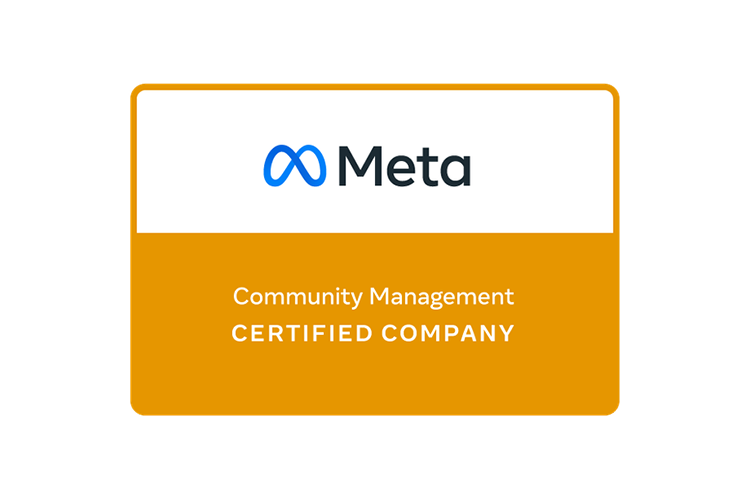 Meta
Community Management
CERTIFIED COMPANY